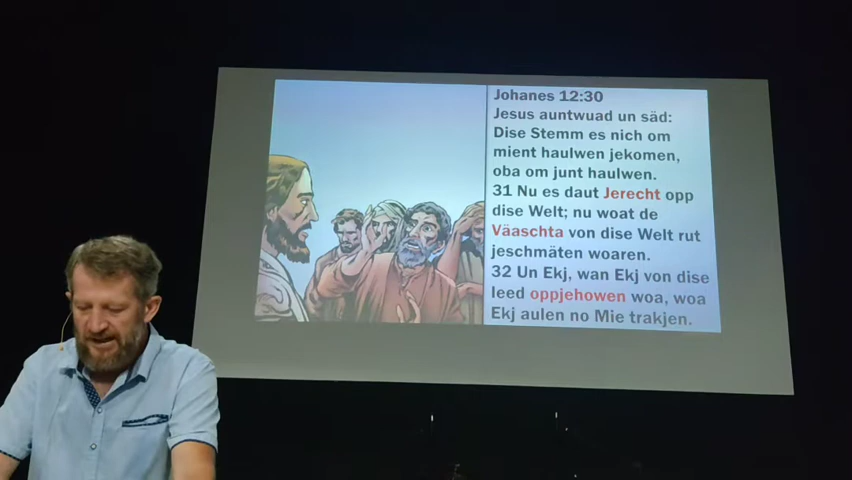 Johanes 12:30
Jesus auntwuad un säd:
Dise Stemm es nich om
mient haulwen jekomen,
oba om junt haulwen.
31 Nu es daut Jerecht opp
dise Welt; nu woat de
Väaschta von dise Welt rut
jeschmäten woaren.
32 Un Ekj, wan Ekj von dise
leed oppjehowen woa, woa
Ekj aulen no Mie trakjen.